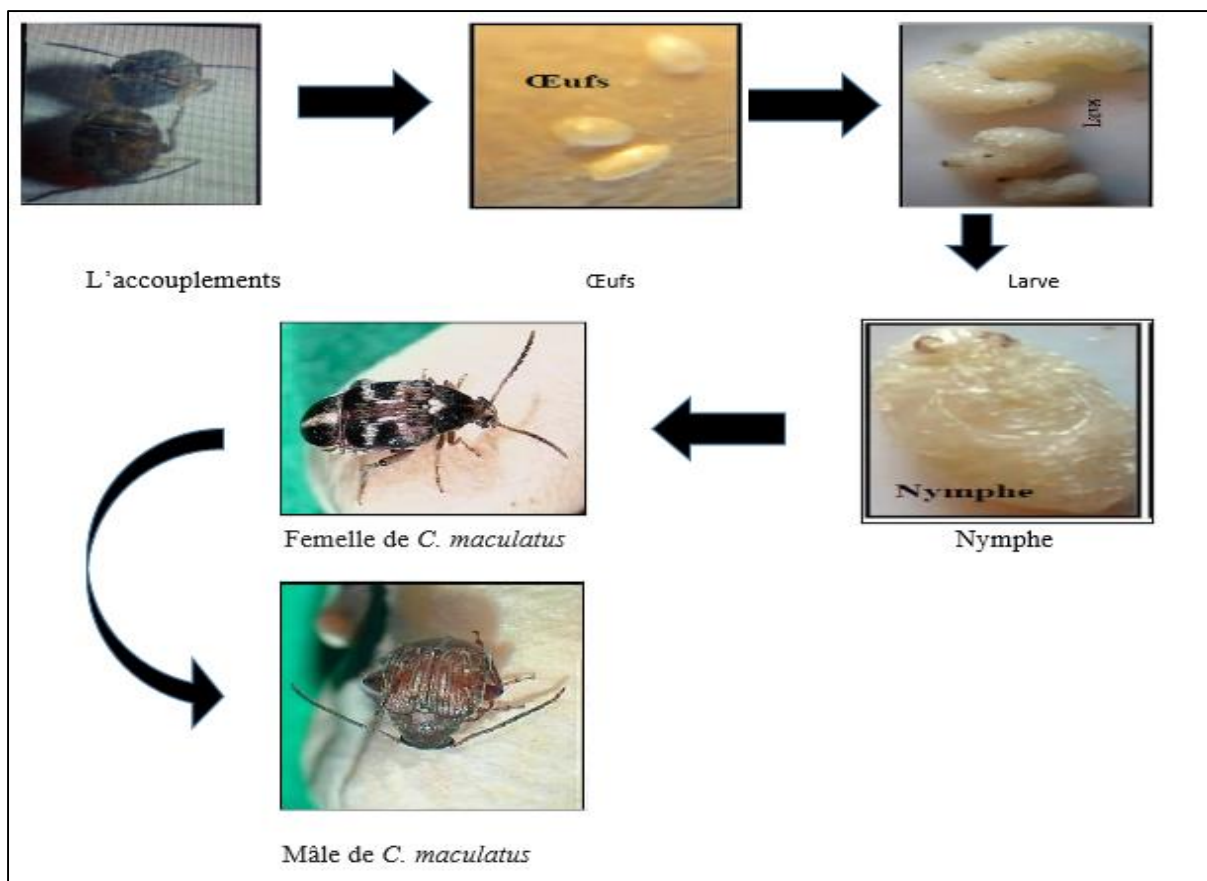 Œufs
Larve
L'accouplements
Œufs
Larve
Nymphe
Femelle de C. maculatus
Nymphe
Mâle de C. maculatus